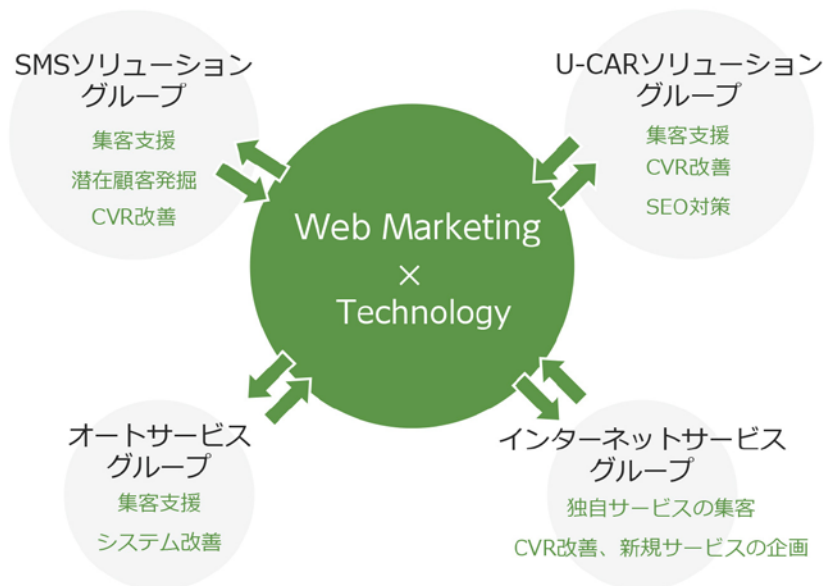 SMSソリューション
グループ
集客支援
潜在顧客発掘
CVR改善
U-CARソリューション
グループ
集客支援
CVR改善
SEO対策
Web Marketing
×
Technology
オートサービス
グループ
集客支援
システム改善
インターネットサービス
グループ
独自サービスの集客
CVR改善、新規サービスの企画